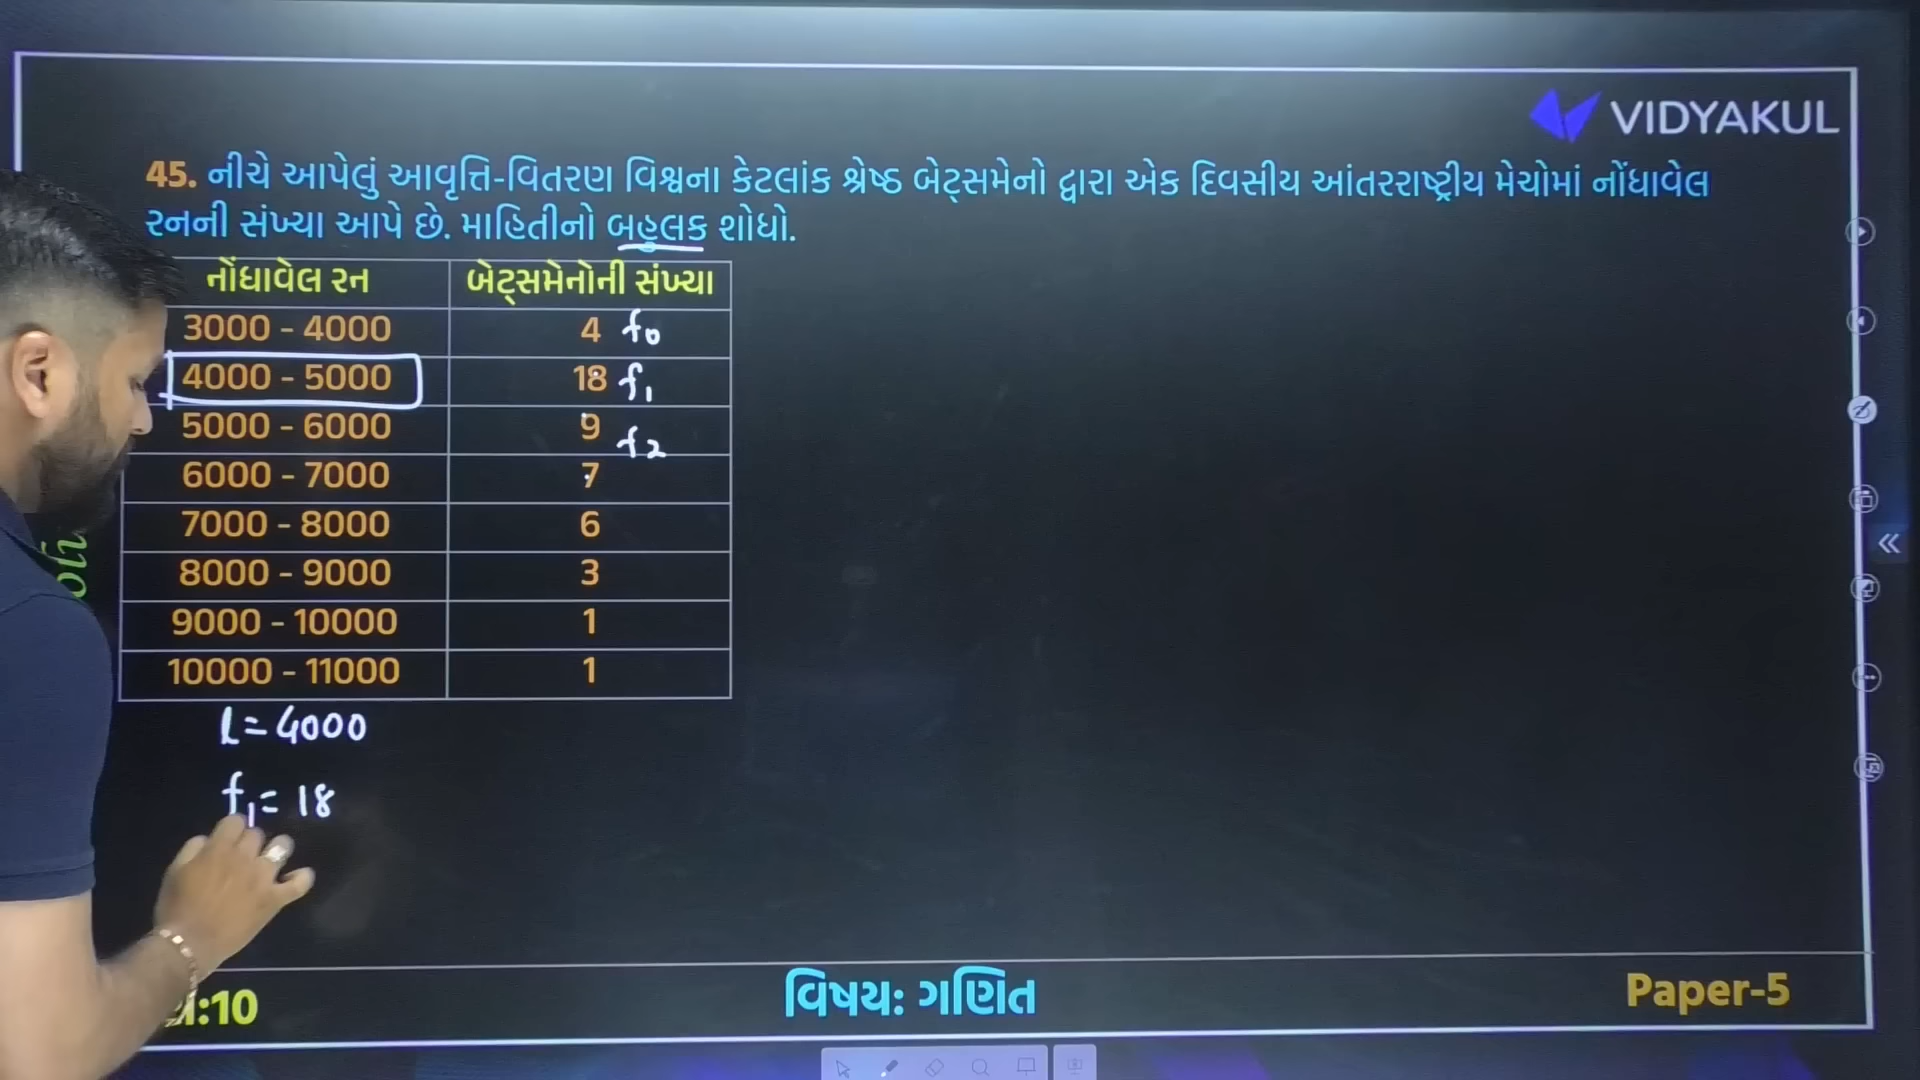 VIDYAKUL
45. નીચે આપેલું આવૃત્તિ-વિતરણ વિશ્વના કેટલાંક શ્રેષ્ઠ બેટ્સમેનો દ્વારા એક દિવસીય આંતરરાષ્ટ્રીય મેચોમાં નોંધાવેલ
રનની સંખ્યા આપે છે. માહિતીનો બહુલક શોધો.
નોંધાવેલ રન બેટ્સમેનોની સંખ્યા
3000 - 4000 4 f0
4000 - 5000 18 f1
5000 - 6000 9 f2
6000 - 7000 7
7000 - 8000 6
8000 - 9000 3
9000 - 10000 1
10000 - 11000 1
l = 4000
f1 = 18
:10 વિષય: ગણિત Paper-5